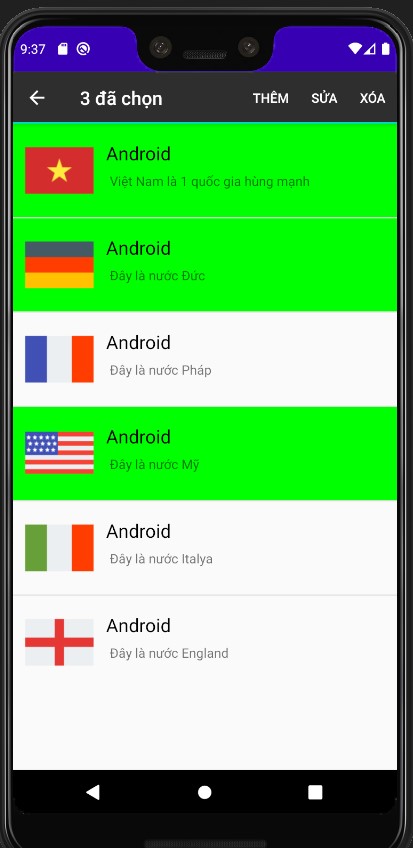 9:37
3 đã chọn
THÊM SỬA XÓA
Android
Việt Nam là 1 quốc gia hùng mạnh
Android
Đây là nước Đức
Android
Đây là nước Pháp
Android
Đây là nước Mỹ
Android
Đây là nước Italya
Android
Đây là nước England